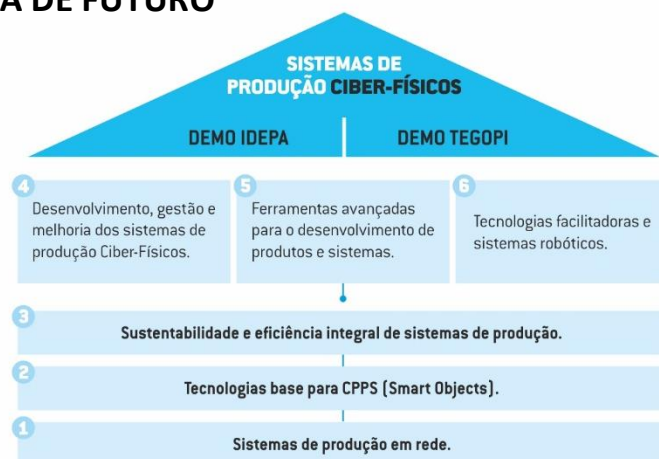 A DE FUTURO
SISTEMAS DE
PRODUÇÃO CIBER-FÍSICOS
DEMO IDEPA
DEMO TEGOPI
4
Desenvolvimento, gestão e
melhoria dos sistemas de
produção Ciber-Físicos.
5
Ferramentas avançadas
para o desenvolvimento de
produtos e sistemas.
6
Tecnologias facilitadoras e
sistemas robóticos.
3
Sustentabilidade e eficiência integral de sistemas de produção.
2
Tecnologias base para CPPS (Smart Objects).
1
Sistemas de produção em rede.